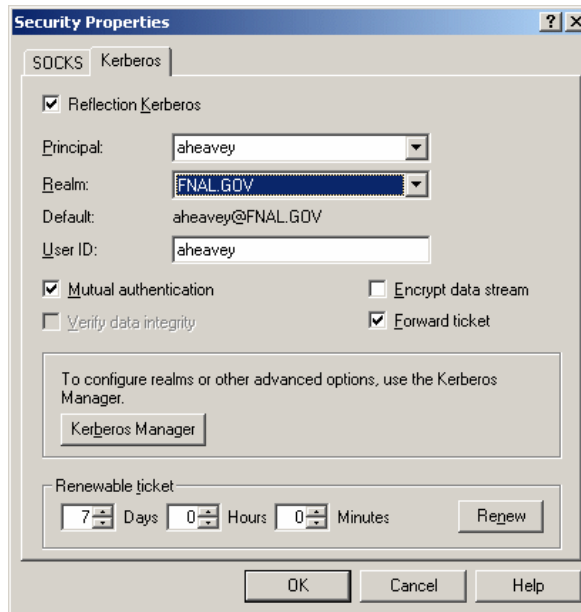 Security Properties
SOCKS Kerberos
Reflection Kerberos
Principal: aheavey
Realm: FNAL.GOV
Default: aheavey@FNAL.GOV
User ID: aheavey
Mutual authentication Encrypt data stream
Verify data integrity Forward ticket
To configure realms or other advanced options, use the Kerberos
Manager.
Kerberos Manager
Renewable ticket
7 Days 0 Hours 0 Minutes Renew
OK Cancel Help